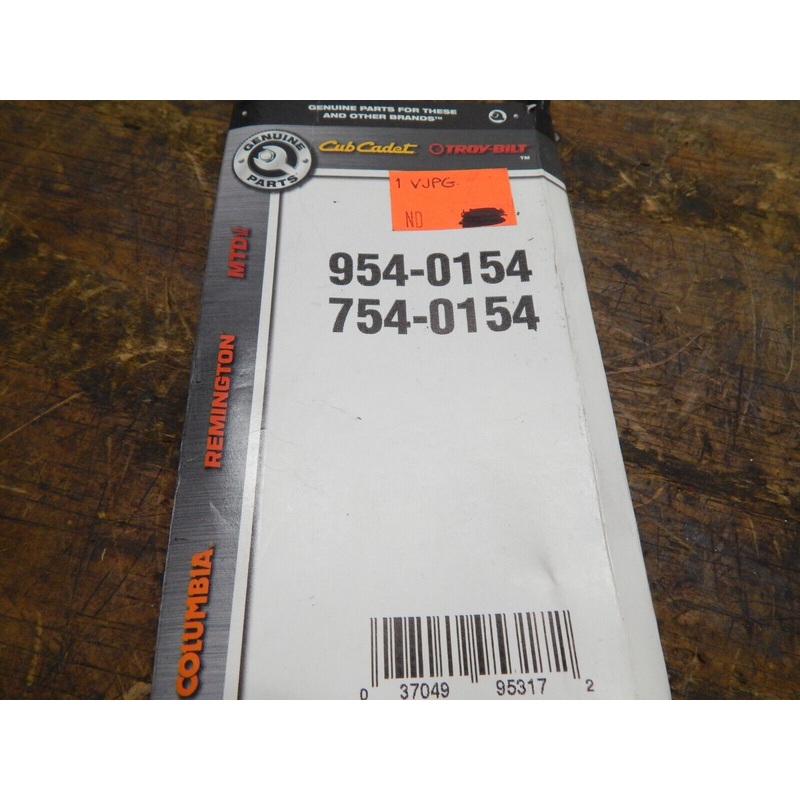 GENUINE PARTS FOR THESE
AND OTHER BRANDS™
GENUINE
PARTS
Cub Cadet
TROY-BILT
™
1 VJPG.
ND
954-0154
754-0154
MTD
REMINGTON
COLUMBIA
0 37049 95317 2